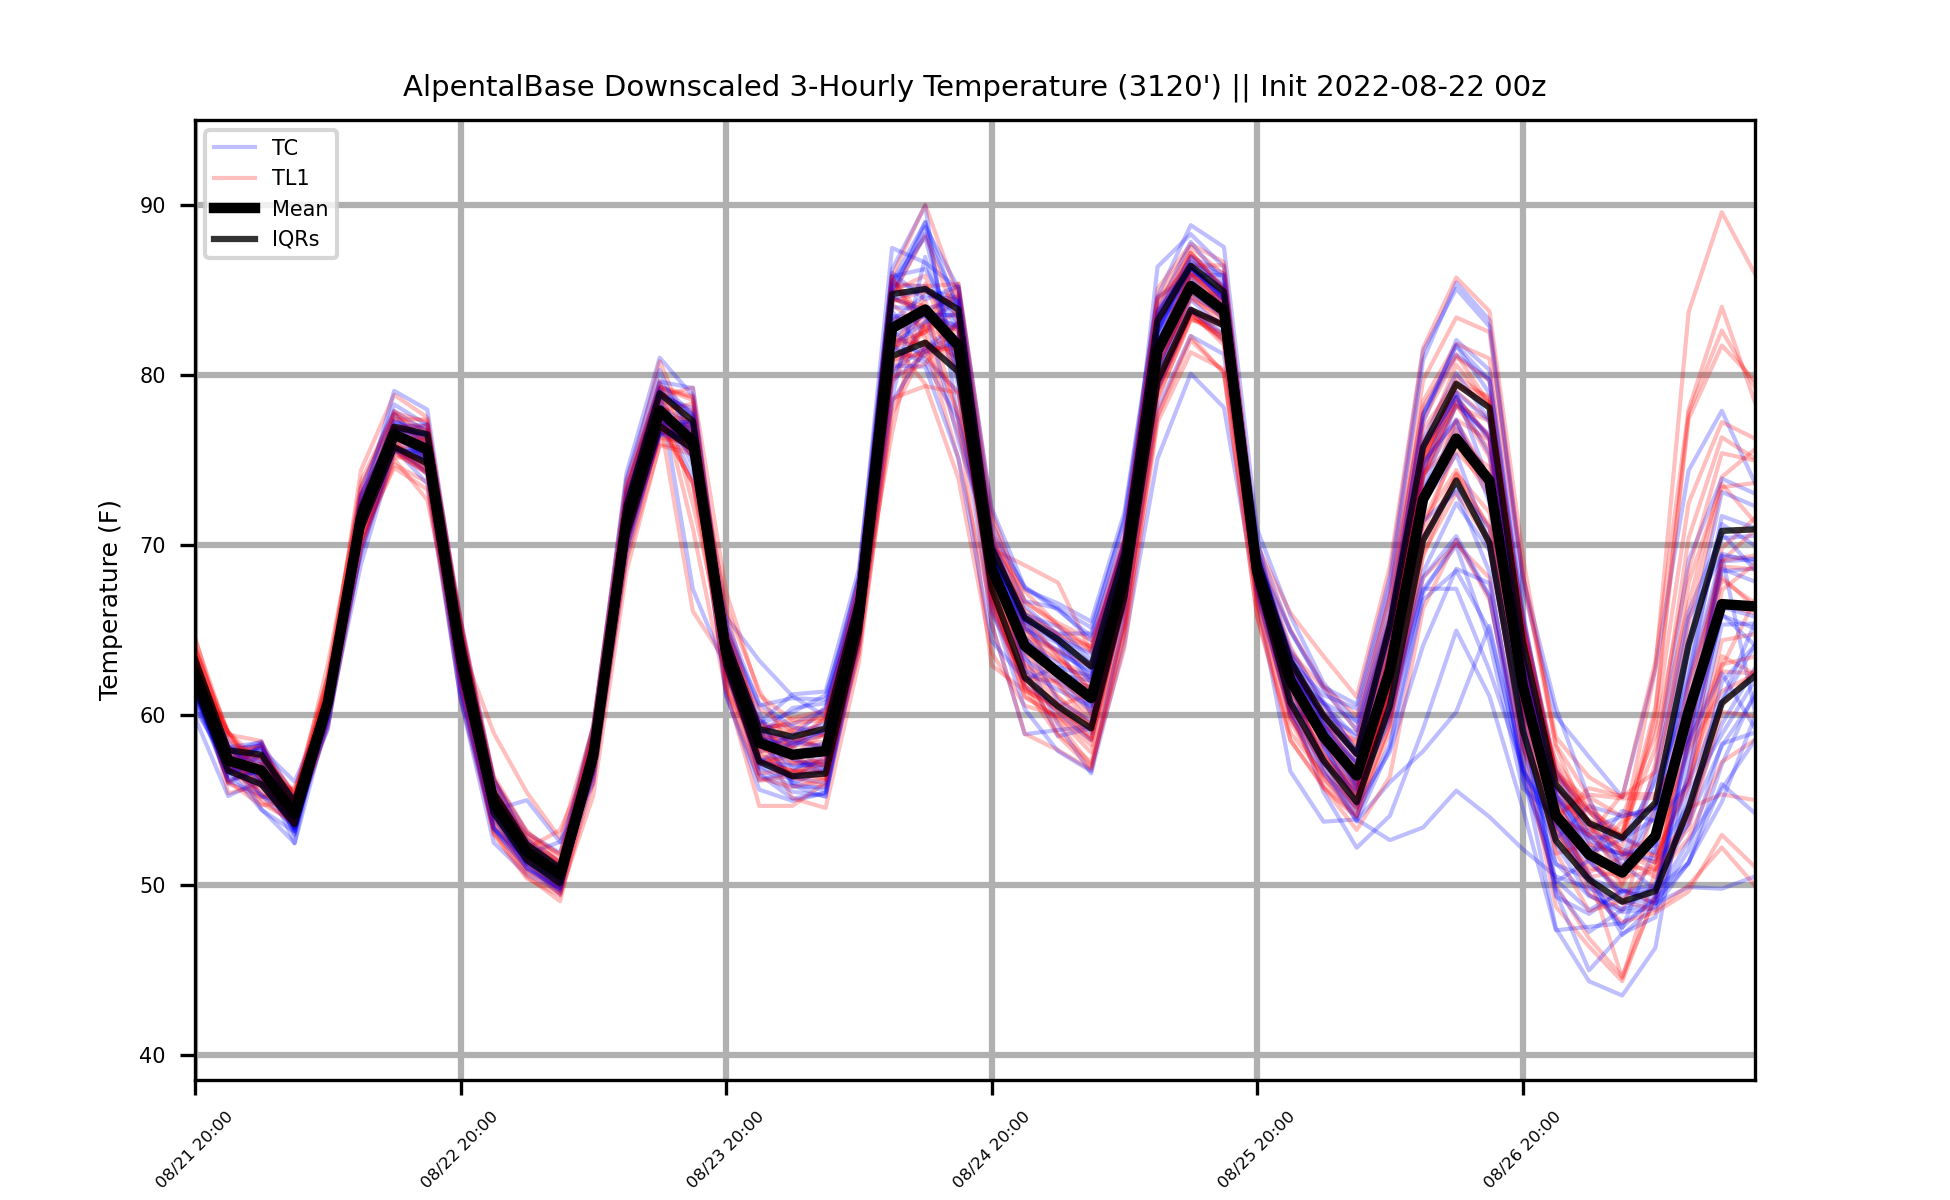 AlpentalBase Downscaled 3-Hourly Temperature (3120') || Init 2022-08-22 00z
TC
TL1
Mean
IQRs
Temperature (F)
90
80
70
60
50
40
08/21 20:00
08/22 20:00
08/23 20:00
08/24 20:00
08/25 20:00
08/26 20:00